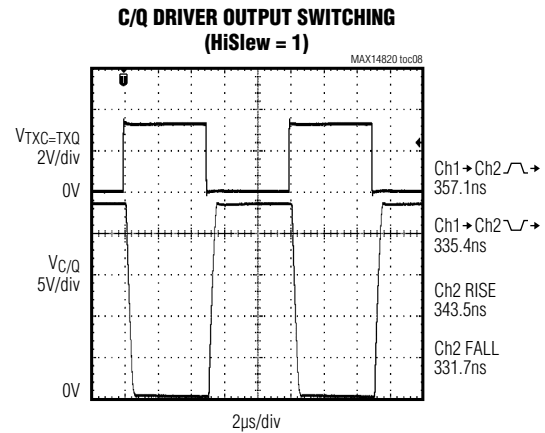 C/Q DRIVER OUTPUT SWITCHING
(HiSlew = 1)
MAX14820 toc08
T
VTXC=TXQ
2V/div
0V
VC/Q
5V/div
0V
2µs/div
Ch1→Ch2
357.1ns
Ch1→Ch2
335.4ns
Ch2 RISE
343.5ns
Ch2 FALL
331.7ns